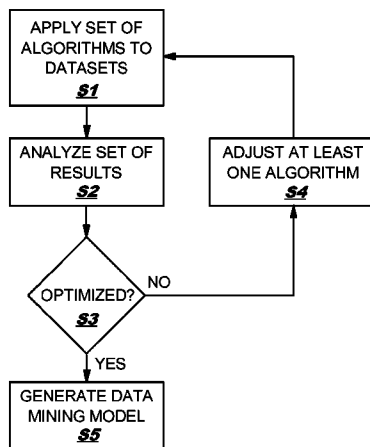 APPLY SET OF
ALGORITHMS TO
DATASETS
S1
ANALYZE SET OF
RESULTS
S2
ADJUST AT LEAST
ONE ALGORITHM
S4
OPTIMIZED?
S3
NO
YES
GENERATE DATA
MINING MODEL
S5